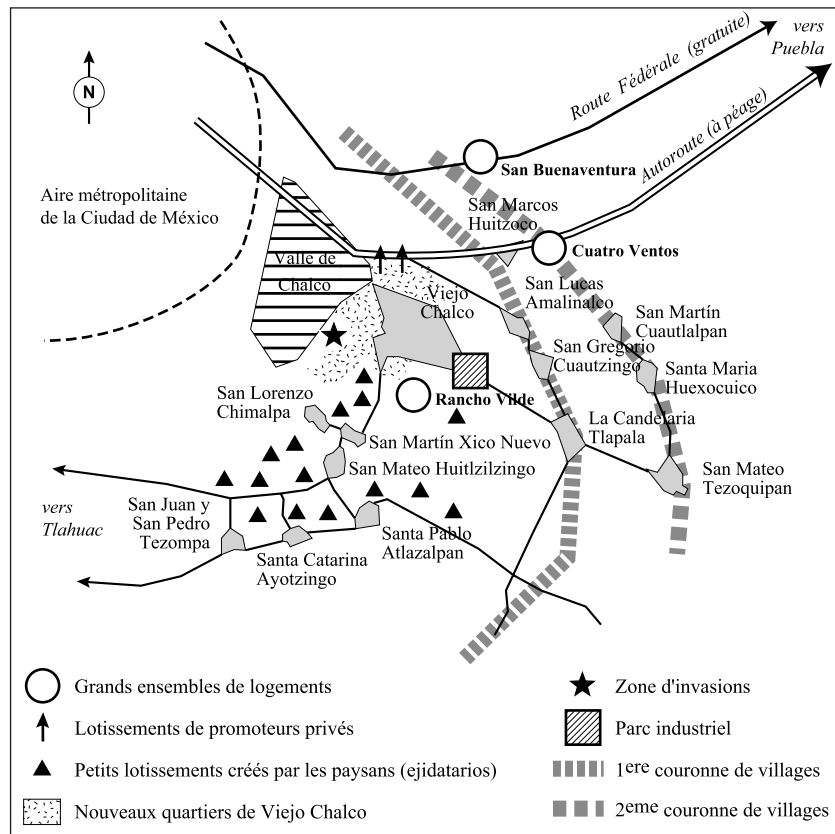 vers
Puebla
Route Fédérale (gratuite)
Autoroute (à péage)
N
San Buenaventura
Aire métropolitaine
de la Ciudad de México
San Marcos
Huitzoco
Cuatro Ventos
Valle de
Chalco
Viejo
Chalco
San Lucas
Amalinalco
San Martín
Cuautlalpan
San Gregorio
Cuautzingo
Santa Maria
Huexocuico
San Lorenzo
Chimalpa
Rancho Vilde
La Candelaria
Tlapala
San Martín Xico Nuevo
San Mateo Huitlzilzingo
San Mateo
Tezoquipan
vers
Tlahuac
San Juan y
San Pedro
Tezompa
Santa Catarina
Ayotzingo
Santa Pablo
Atlazalpan
Grands ensembles de logements
Lotissements de promoteurs privés
Petits lotissements créés par les paysans (ejidatarios)
Nouveaux quartiers de Viejo Chalco
Zone d'invasions
Parc industriel
1ere couronne de villages
2eme couronne de villages